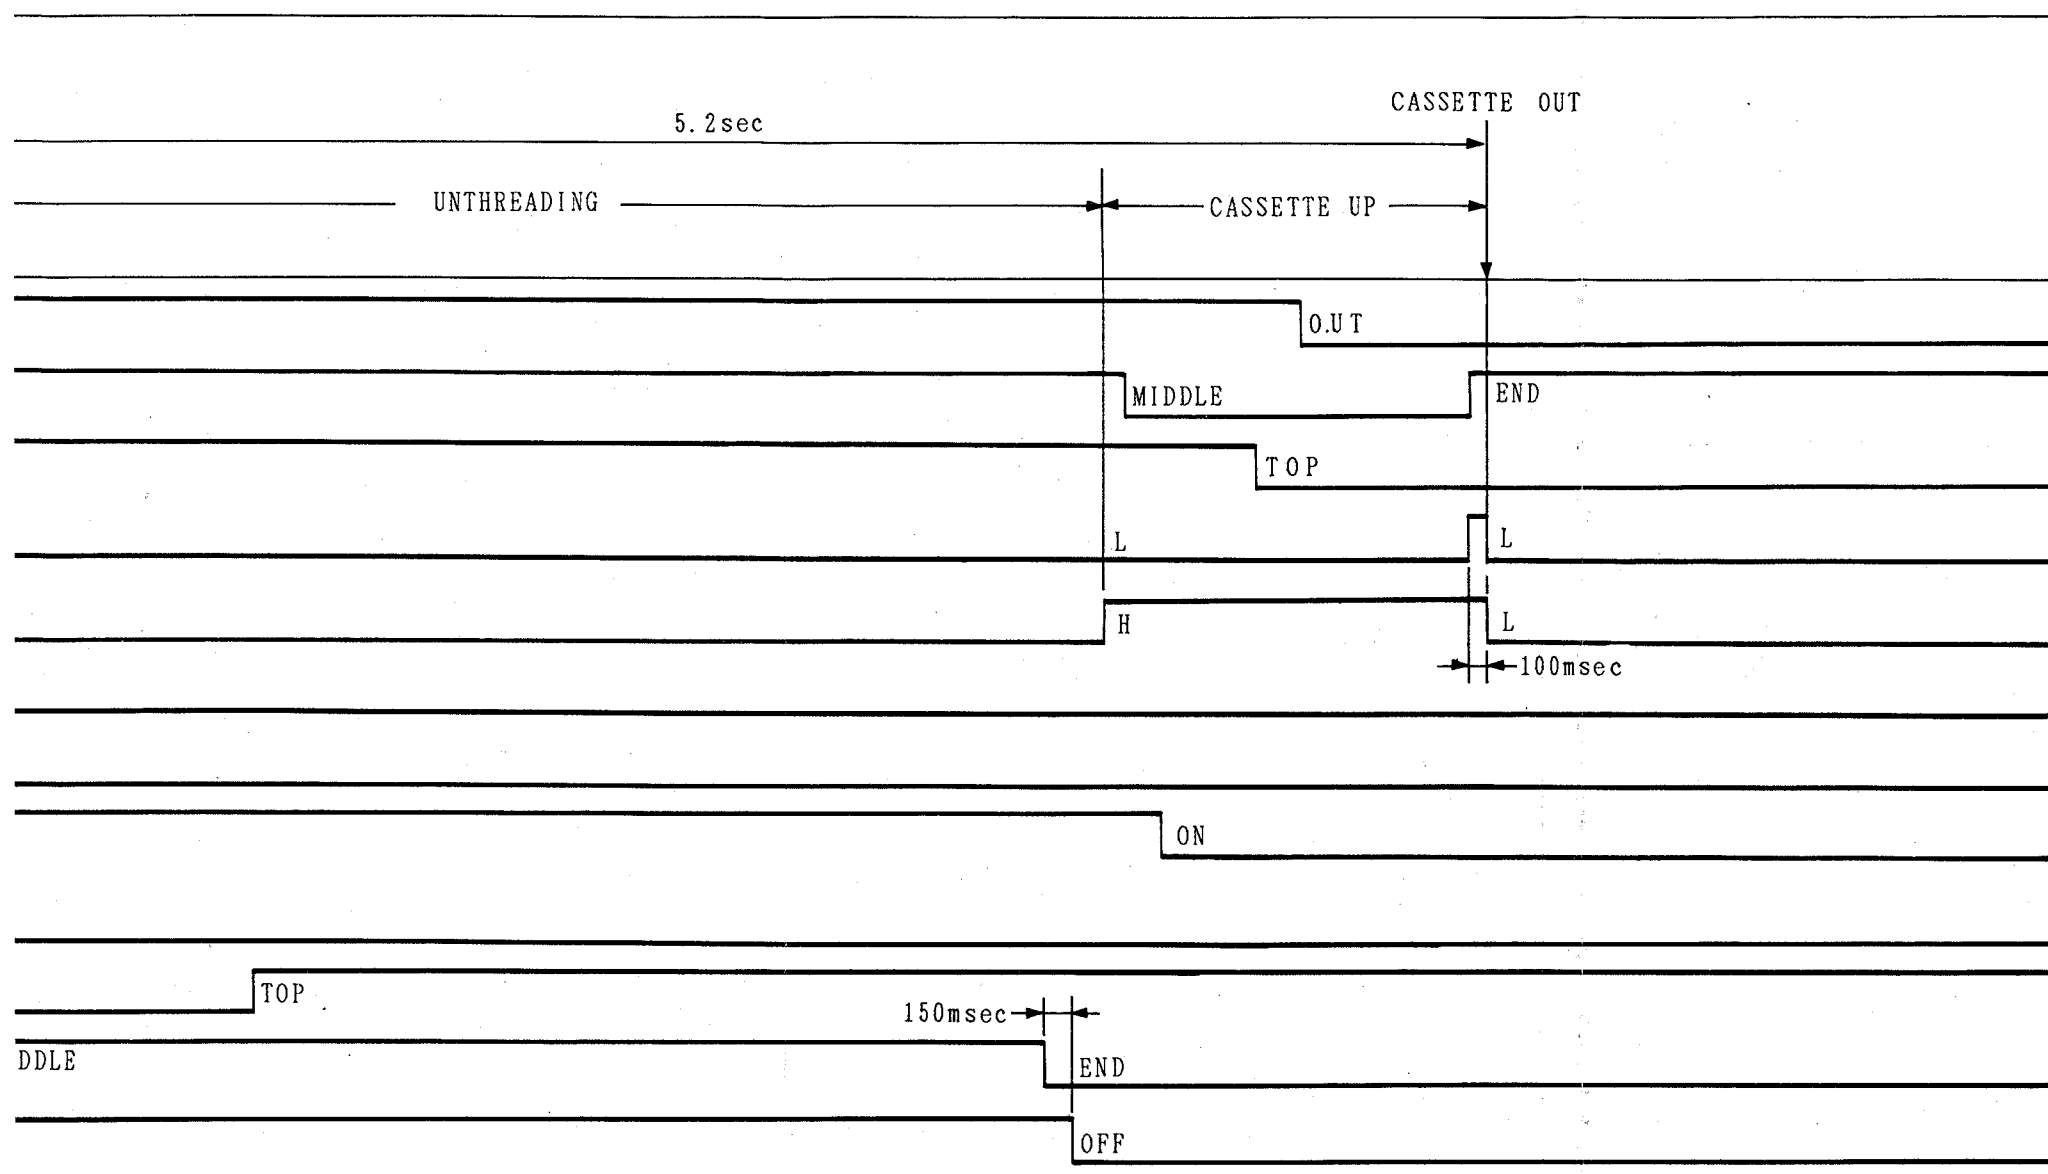 CASSETTE OUT
5.2sec
UNTHREADING
CASSETTE UP
O.UT
MIDDLE
END
TOP
L
L
H
L
100msec
ON
TOP
150msec
DDLE
END
OFF